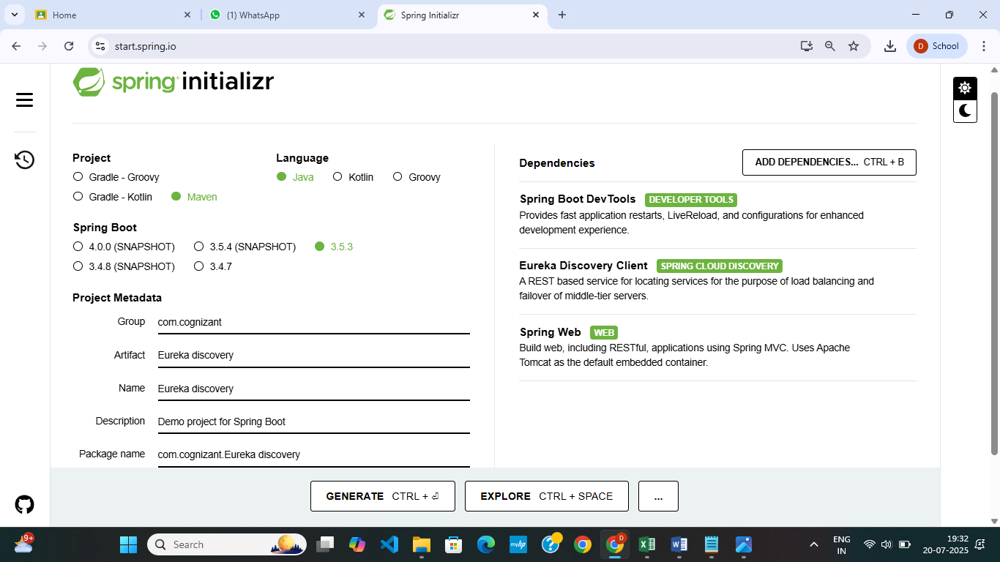 Home
(1) WhatsApp
Spring Initializr
start.spring.io
D School
spring initializr
Project
Gradle - Groovy
Gradle - Kotlin Maven
Language
Java Kotlin Groovy
Spring Boot
4.0.0 (SNAPSHOT) 3.5.4 (SNAPSHOT) 3.5.3
3.4.8 (SNAPSHOT) 3.4.7
Project Metadata
Group com.cognizant
Artifact Eureka discovery
Name Eureka discovery
Description Demo project for Spring Boot
Package name com.cognizant.Eureka discovery
Dependencies
ADD DEPENDENCIES... CTRL + B
Spring Boot DevTools DEVELOPER TOOLS
Provides fast application restarts, LiveReload, and configurations for enhanced
development experience.
Eureka Discovery Client SPRING CLOUD DISCOVERY
A REST based service for locating services for the purpose of load balancing and
failover of middle-tier servers.
Spring Web WEB
Build web, including RESTful, applications using Spring MVC. Uses Apache
Tomcat as the default embedded container.
GENERATE CTRL + ⏎
EXPLORE CTRL + SPACE
...
9+
Search
myhp
D
ENG
IN
19:32
20-07-2025